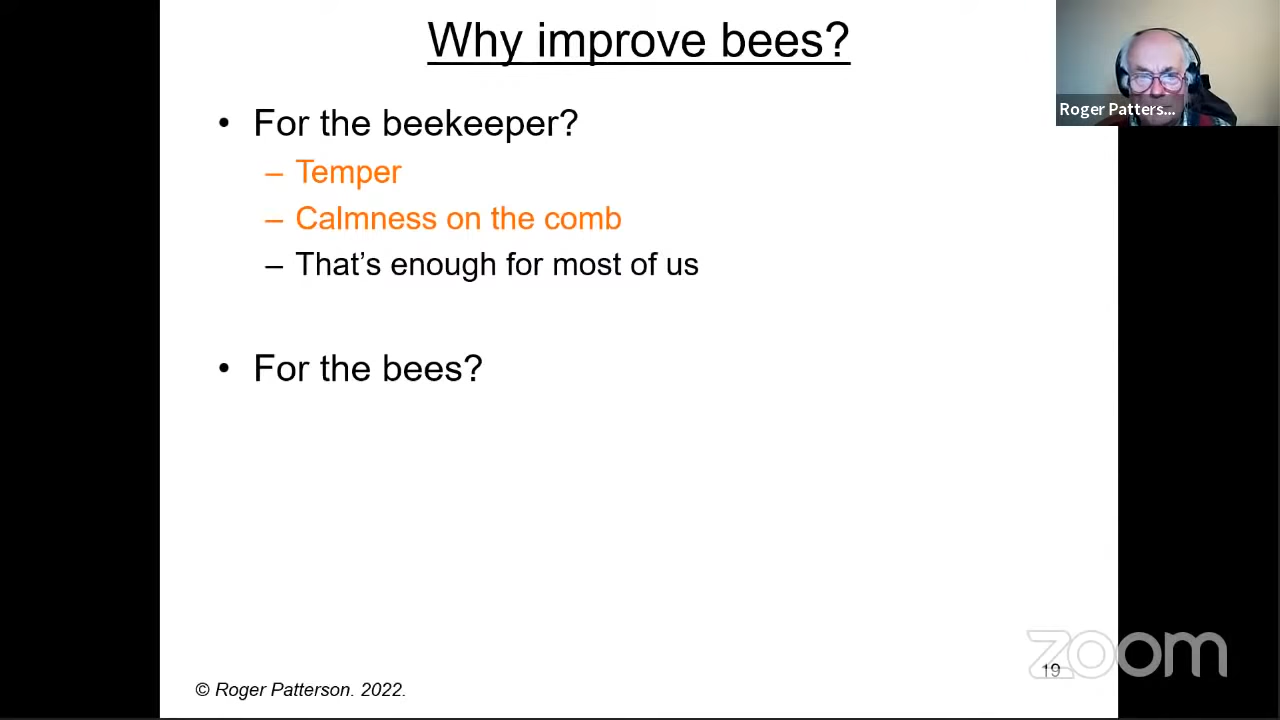 Why improve bees?
• For the beekeeper?
– Temper
– Calmness on the comb
– That's enough for most of us
• For the bees?
Roger Patters...
© Roger Patterson. 2022.
19
zoom